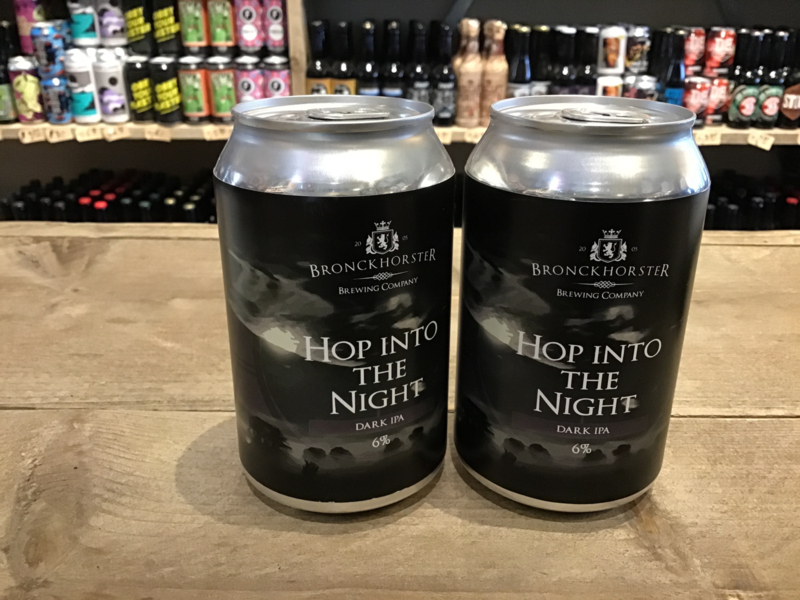 20 05
BRONCKHORSTER
BREWING COMPANY
HOP INTO
THE
NIGHT
DARK IPA
6%
20 05
BRONCKHORSTER
BREWING COMPANY
HOP INTO
THE
NIGHT
DARK IPA
6%